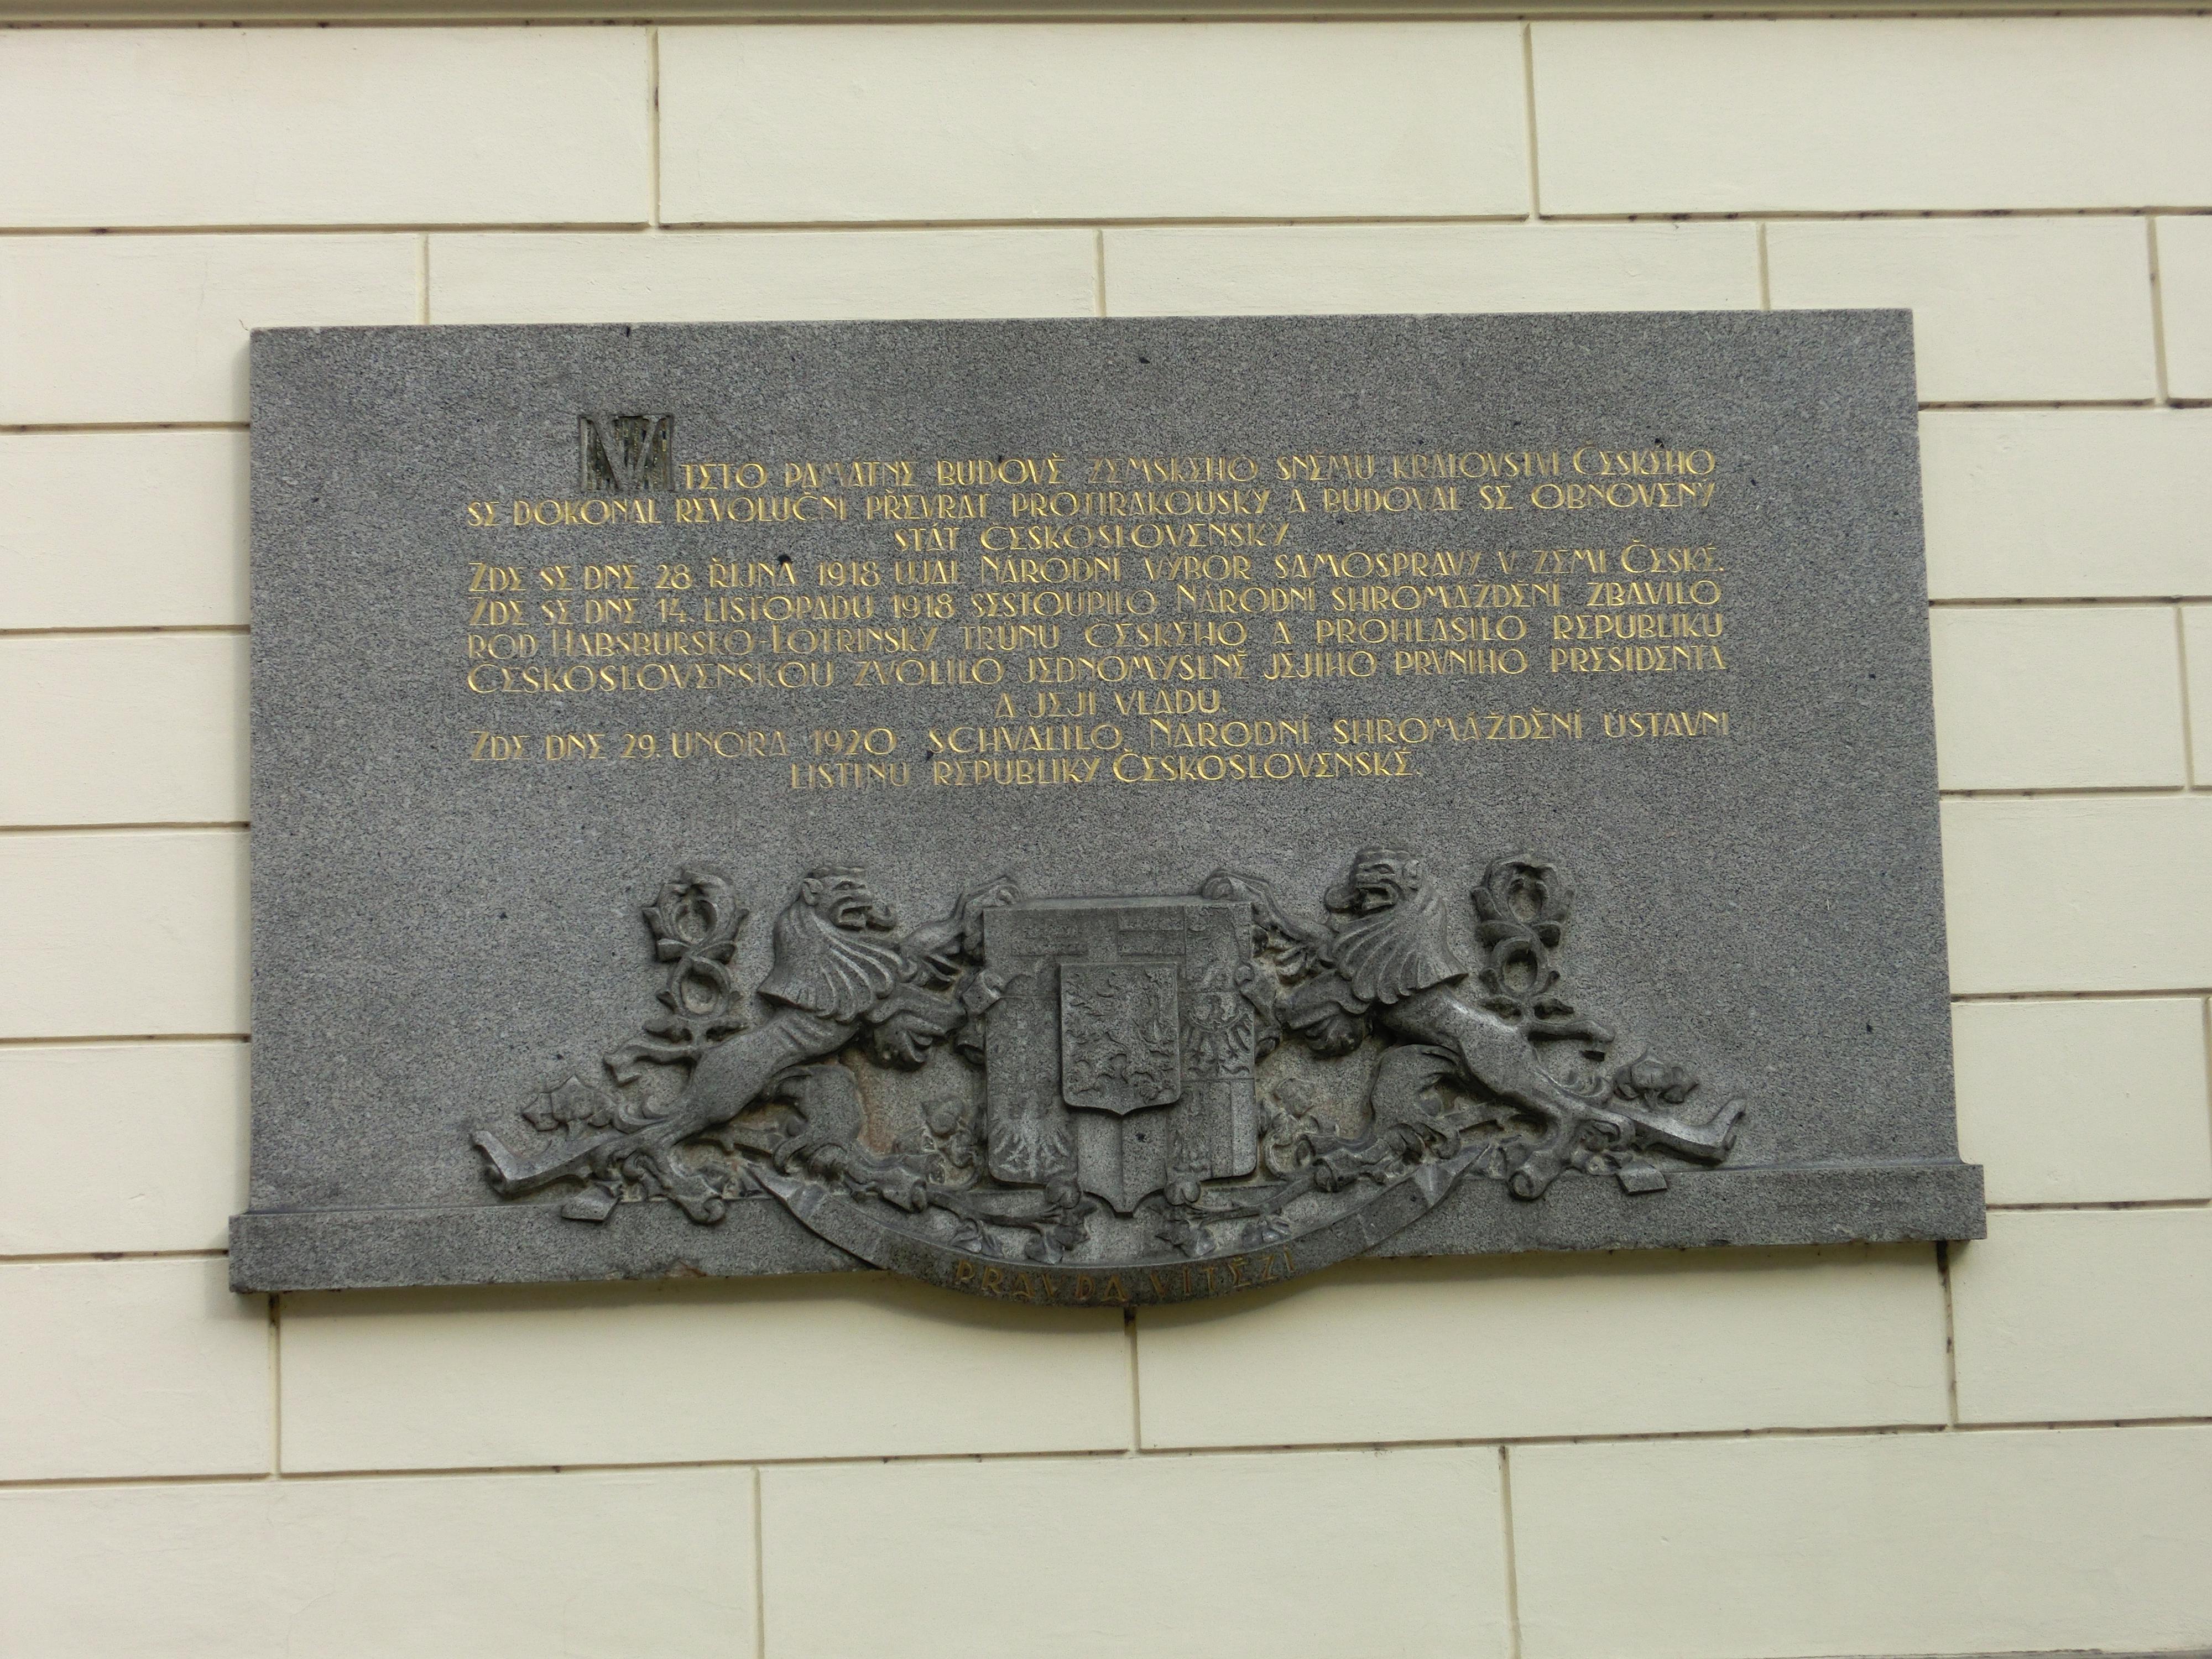 V TÉTO PAMÁTNÉ BUDOVĚ ZEMSKÉHO SNĚMU KRÁLOVSTVÍ ČESKÉHO
SE DOKONAL REVOLUČNÍ PŘEVRAT PROTIRAKOUSKÝ A BUDOVAL SE OBNOVENÝ
STÁT ČESKOSLOVENSKÝ.
ZDE SE DNE 28 ŘÍJNA 1918 UJAL NÁRODNÍ VÝBOR SAMOSPRÁVY V ZEMI ČESKÉ.
ZDE SE DNE 14. LISTOPADU 1918 SESTOUPILO NÁRODNÍ SHROMÁŽDĚNÍ, ZBAVILO
ROD HABSBURSKO-LOTRINSKÝ TRŮNU ČESKÉHO A PROHLÁSILO REPUBLIKU
ČESKOSLOVENSKOU ZVOLILO JEDNOMYSLNĚ JEJÍHO PRVNÍHO PRESIDENTA
A JEJÍ VLÁDU.
ZDE DNE 29. ÚNORA 1920 SCHVÁLILO NÁRODNÍ SHROMÁŽDĚNÍ ÚSTAVNÍ
LISTINU REPUBLIKY ČESKOSLOVENSKÉ.
PRAVDA VÍTĚZÍ